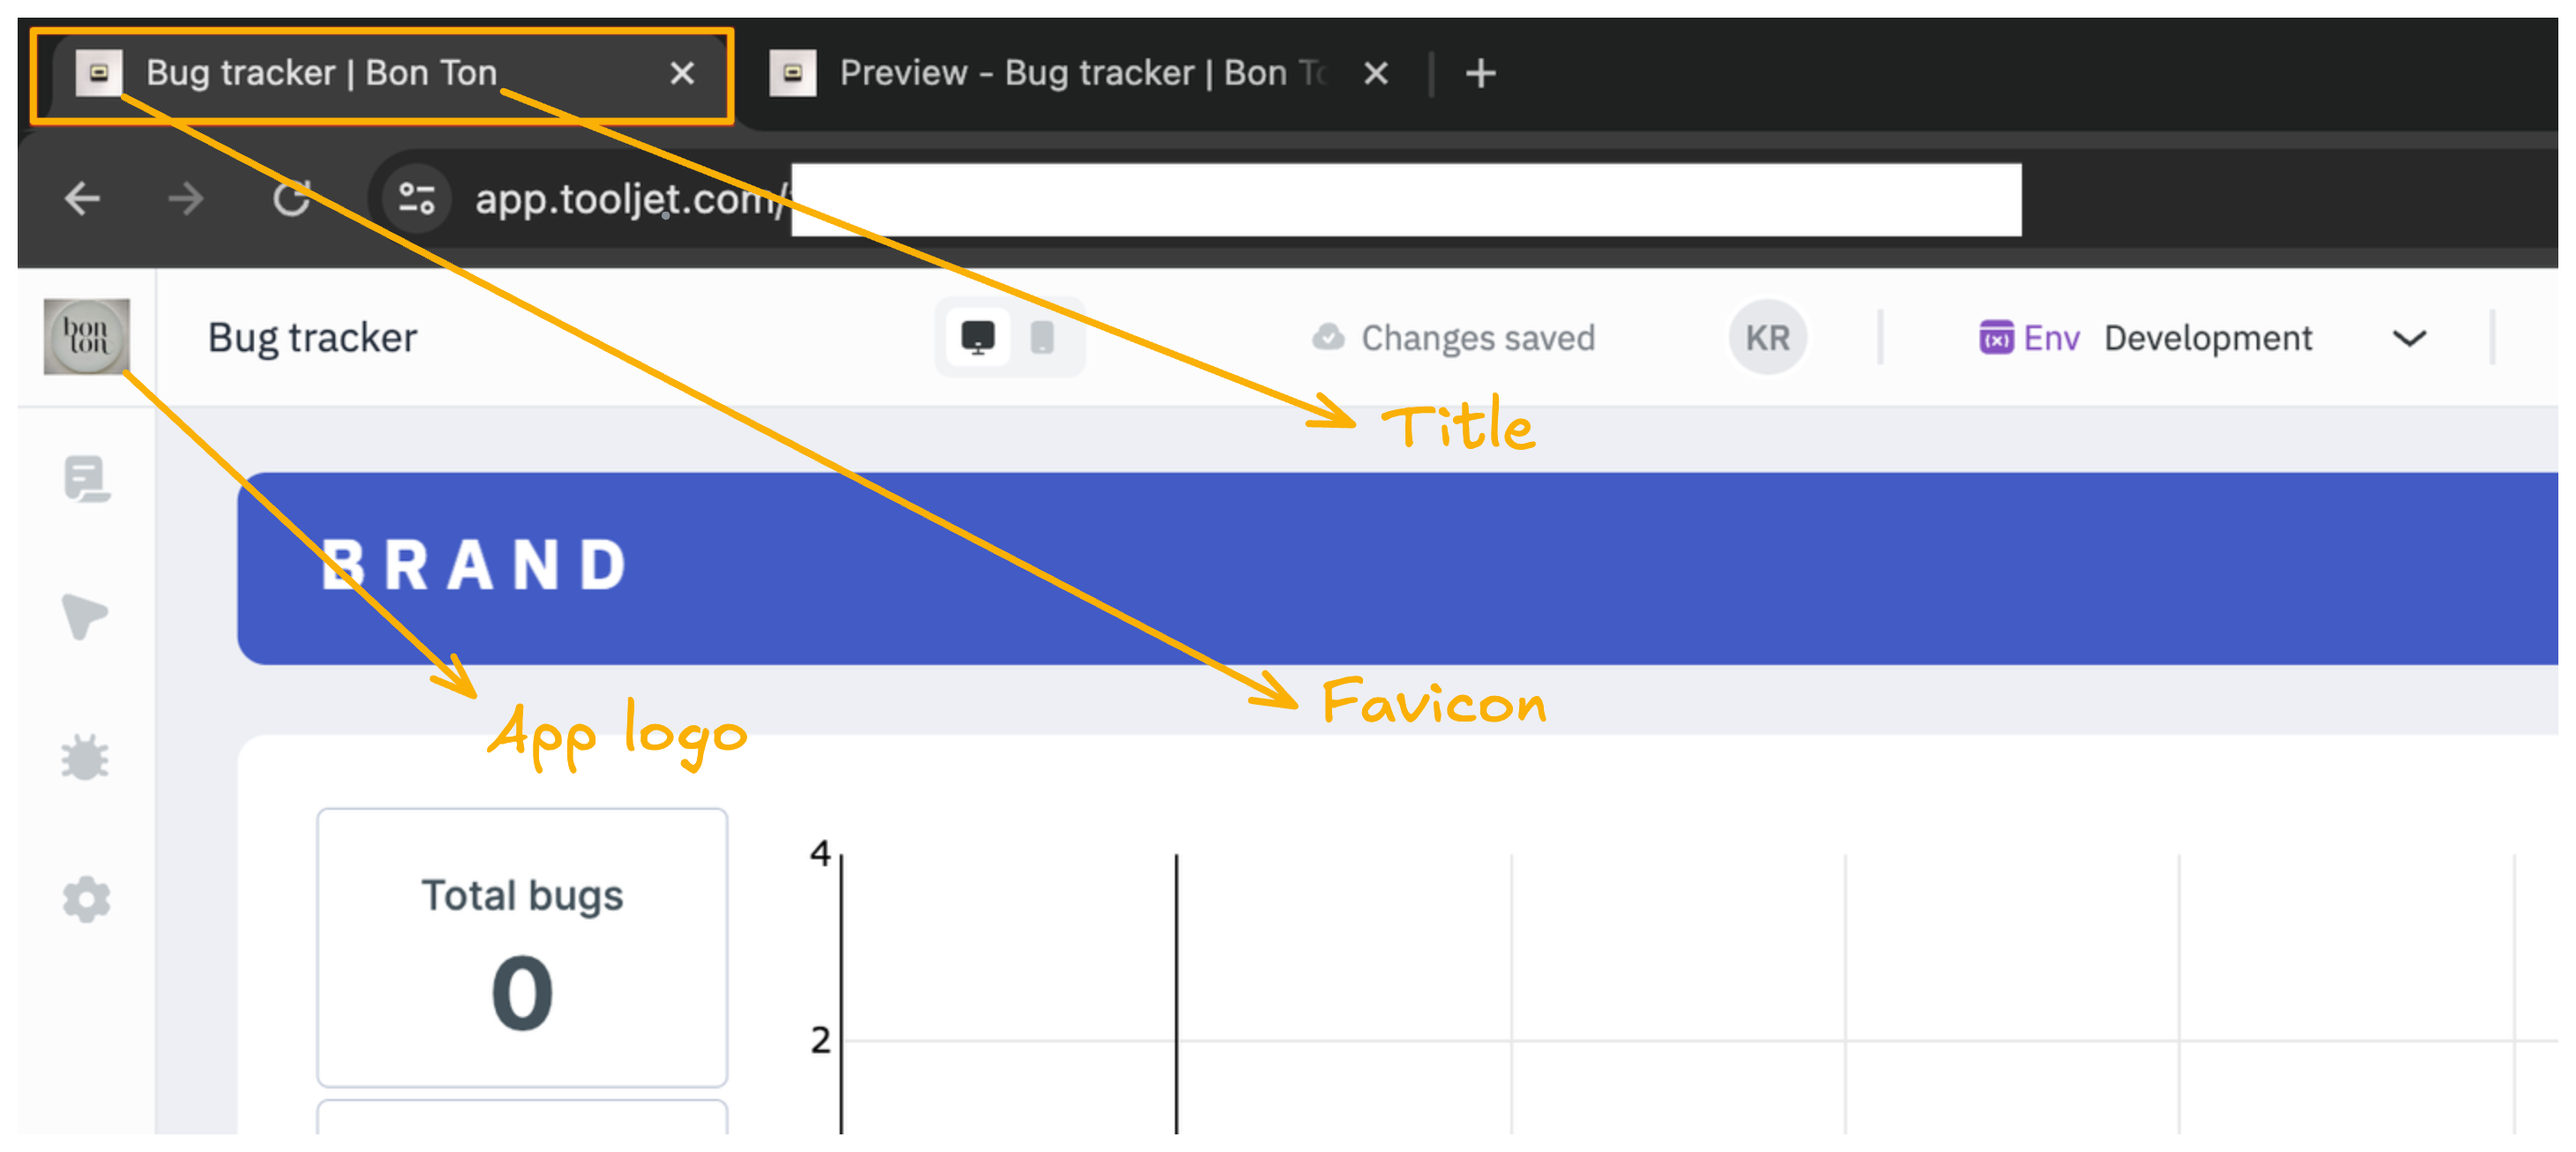 Bug tracker | Bon Ton
Preview - Bug tracker | Bon To
app.tooljet.com/
bon
ton
Bug tracker
Changes saved
KR
Env Development
Title
BRAND
Favicon
App logo
Total bugs
0
4
2